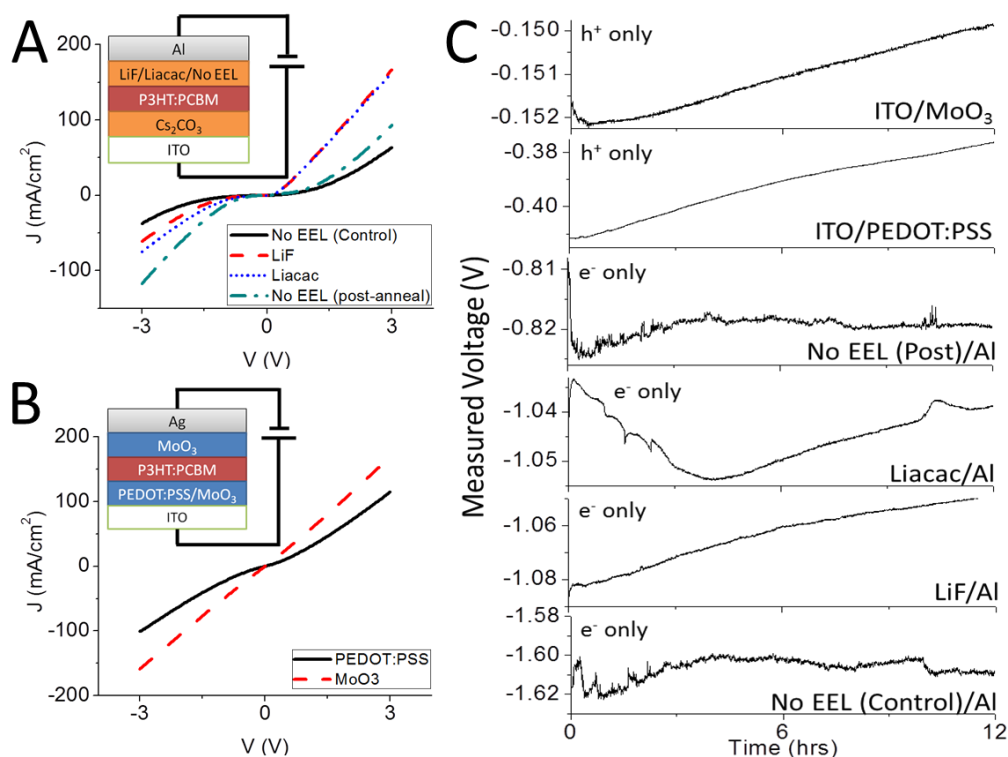 A
200
100
0
-100
J (mA/cm²)
Al
LiF/Liacac/No EEL
P3HT:PCBM
Cs₂CO₃
ITO
No EEL (Control)
LiF
Liacac
No EEL (post-anneal)
-3
0
3
V (V)
B
200
100
0
-100
-200
J (mA/cm²)
Ag
MoO₃
P3HT:PCBM
PEDOT:PSS/MoO₃
ITO
PEDOT:PSS
MoO3
-3
0
3
V (V)
C
Measured Voltage (V)
-0.150
-0.151
-0.152
h⁺ only
ITO/MoO₃
-0.38
-0.40
h⁺ only
ITO/PEDOT:PSS
-0.81
-0.82
e⁻ only
No EEL (Post)/Al
-1.04
-1.05
e⁻ only
Liacac/Al
-1.06
-1.08
e⁻ only
LiF/Al
-1.58
-1.60
-1.62
e⁻ only
No EEL (Control)/Al
0
6
12
Time (hrs)